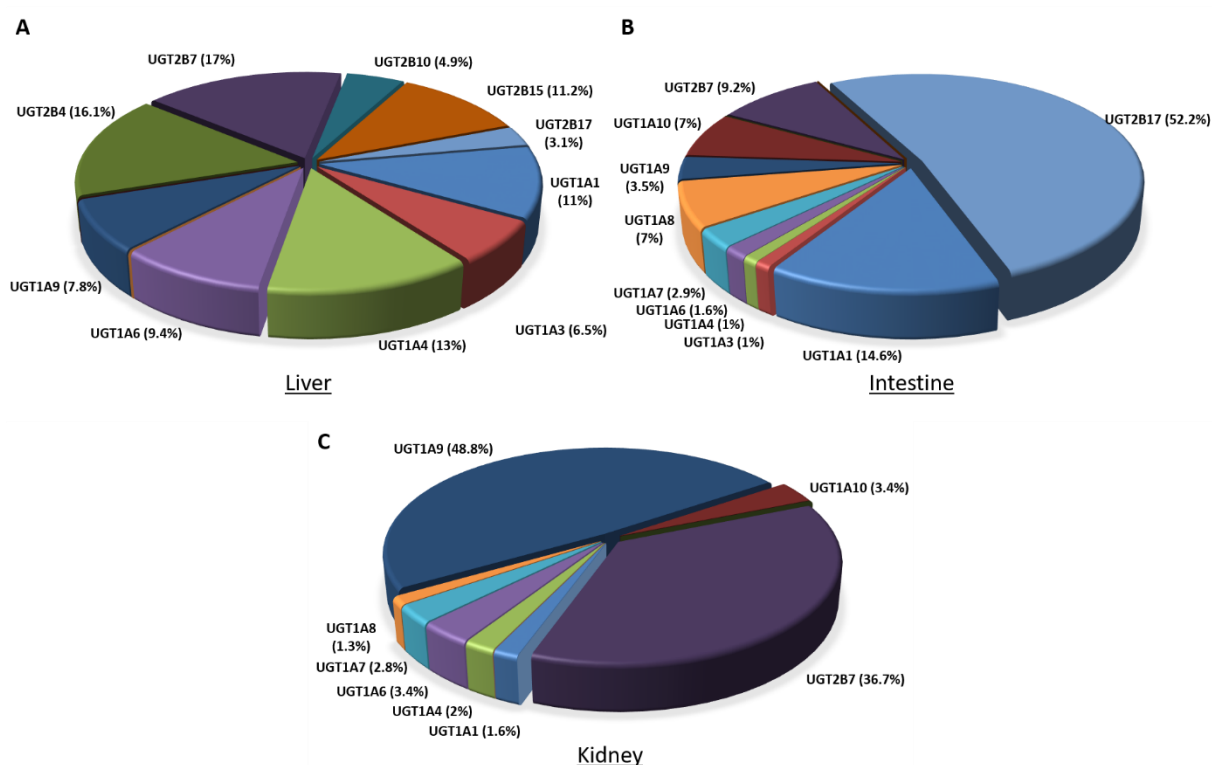 A
UGT2B7 (17%)
UGT2B10 (4.9%)
UGT2B4 (16.1%)
UGT2B15 (11.2%)
UGT2B17
(3.1%)
UGT1A1
(11%)
UGT1A9 (7.8%)
UGT1A6 (9.4%)
UGT1A4 (13%)
UGT1A3 (6.5%)
Liver
B
UGT2B7 (9.2%)
UGT2B17 (52.2%)
UGT1A10 (7%)
UGT1A9
(3.5%)
UGT1A8
(7%)
UGT1A7 (2.9%)
UGT1A6 (1.6%)
UGT1A4 (1%)
UGT1A3 (1%)
UGT1A1 (14.6%)
Intestine
C
UGT1A9 (48.8%)
UGT1A10 (3.4%)
UGT1A8
(1.3%)
UGT1A7 (2.8%)
UGT1A6 (3.4%)
UGT1A4 (2%)
UGT1A1 (1.6%)
UGT2B7 (36.7%)
Kidney